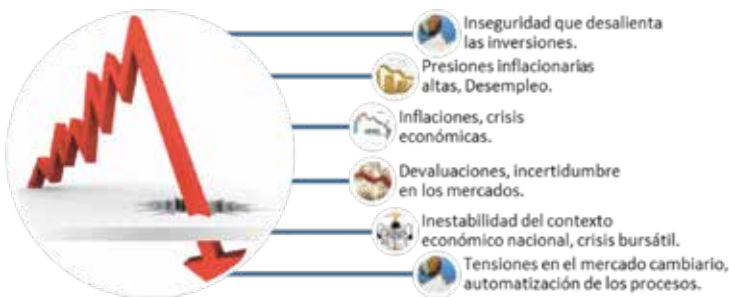 Inseguridad que desalienta
las inversiones.
Presiones inflacionarias
altas, Desempleo.
Inflaciones, crisis
económicas.
Devaluaciones, incertidumbre
en los mercados.
Inestabilidad del contexto
económico nacional, crisis bursátil.
Tensiones en el mercado cambiario,
automatización de los procesos.